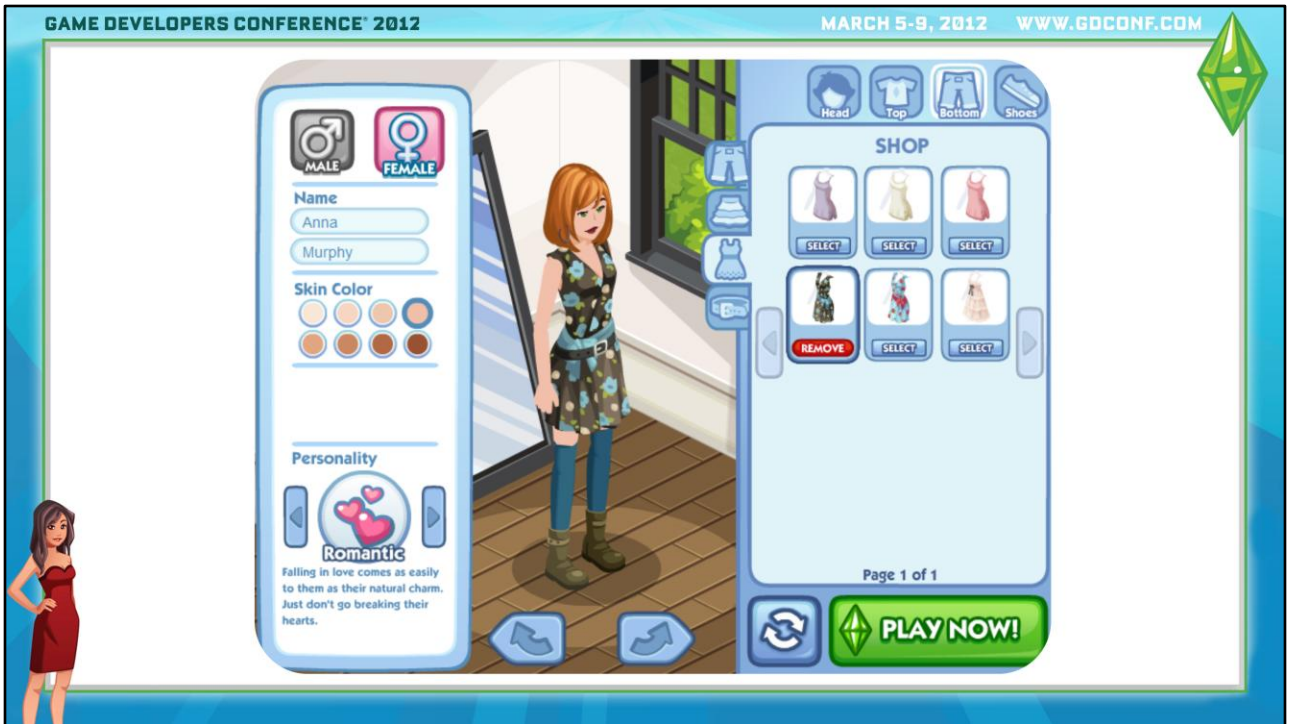 GAME DEVELOPERS CONFERENCE® 2012
MARCH 5-9, 2012 WWW.GDCONF.COM
MALE
FEMALE
Name
Anna
Murphy
Skin Color
Personality
Romantic
Falling in love comes as easily
to them as their natural charm.
Just don't go breaking their
hearts.
Head Top Bottom Shoes
SHOP
SELECT SELECT SELECT
REMOVE SELECT SELECT
Page 1 of 1
PLAY NOW!